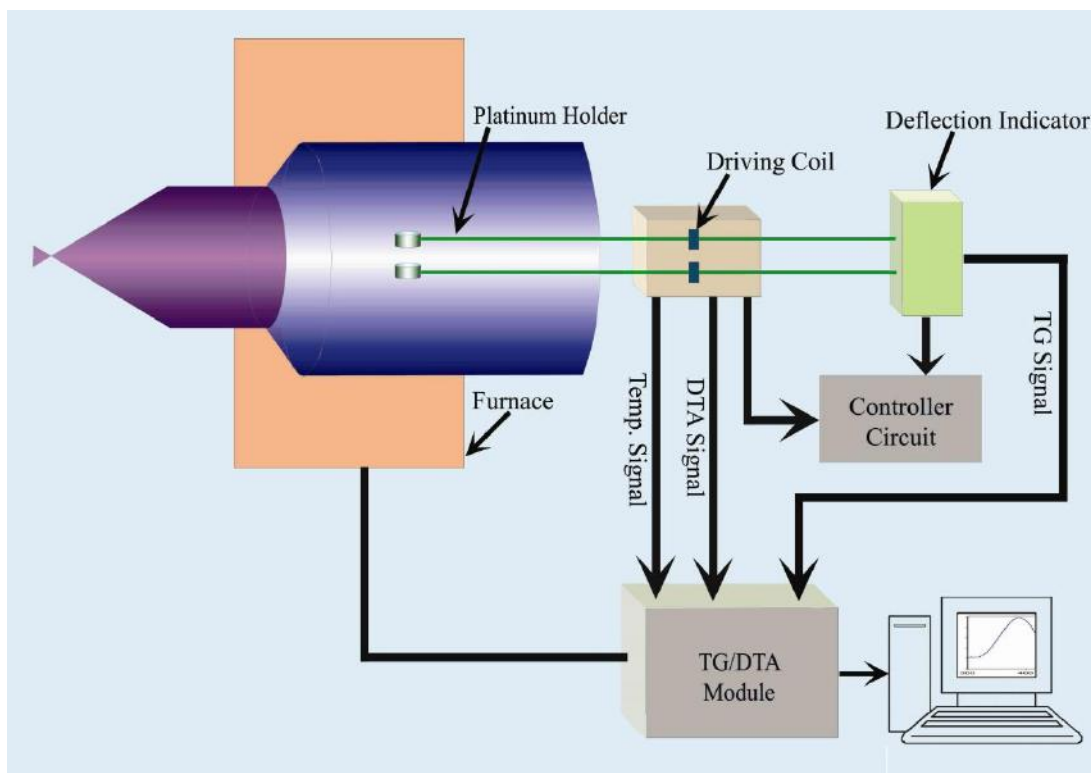 Platinum Holder
Deflection Indicator
Driving Coil
Furnace
Temp. Signal
DTA Signal
TG Signal
Controller
Circuit
TG/DTA
Module